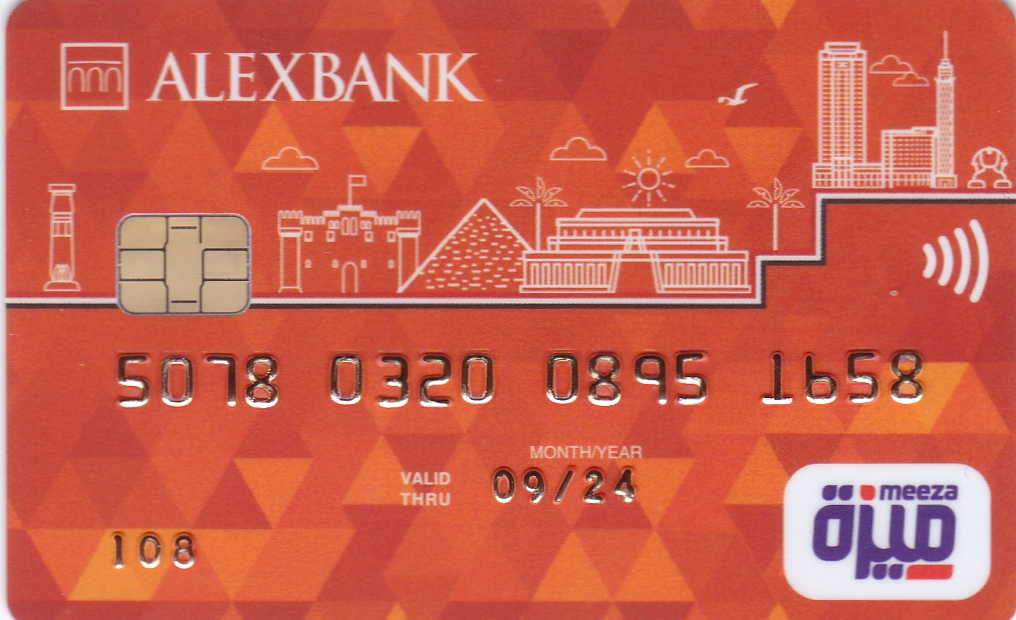 ALEXBANK
5078 0320 0895 1658
MONTH/YEAR
VALID THRU 09/24
108
meeza
ميزة